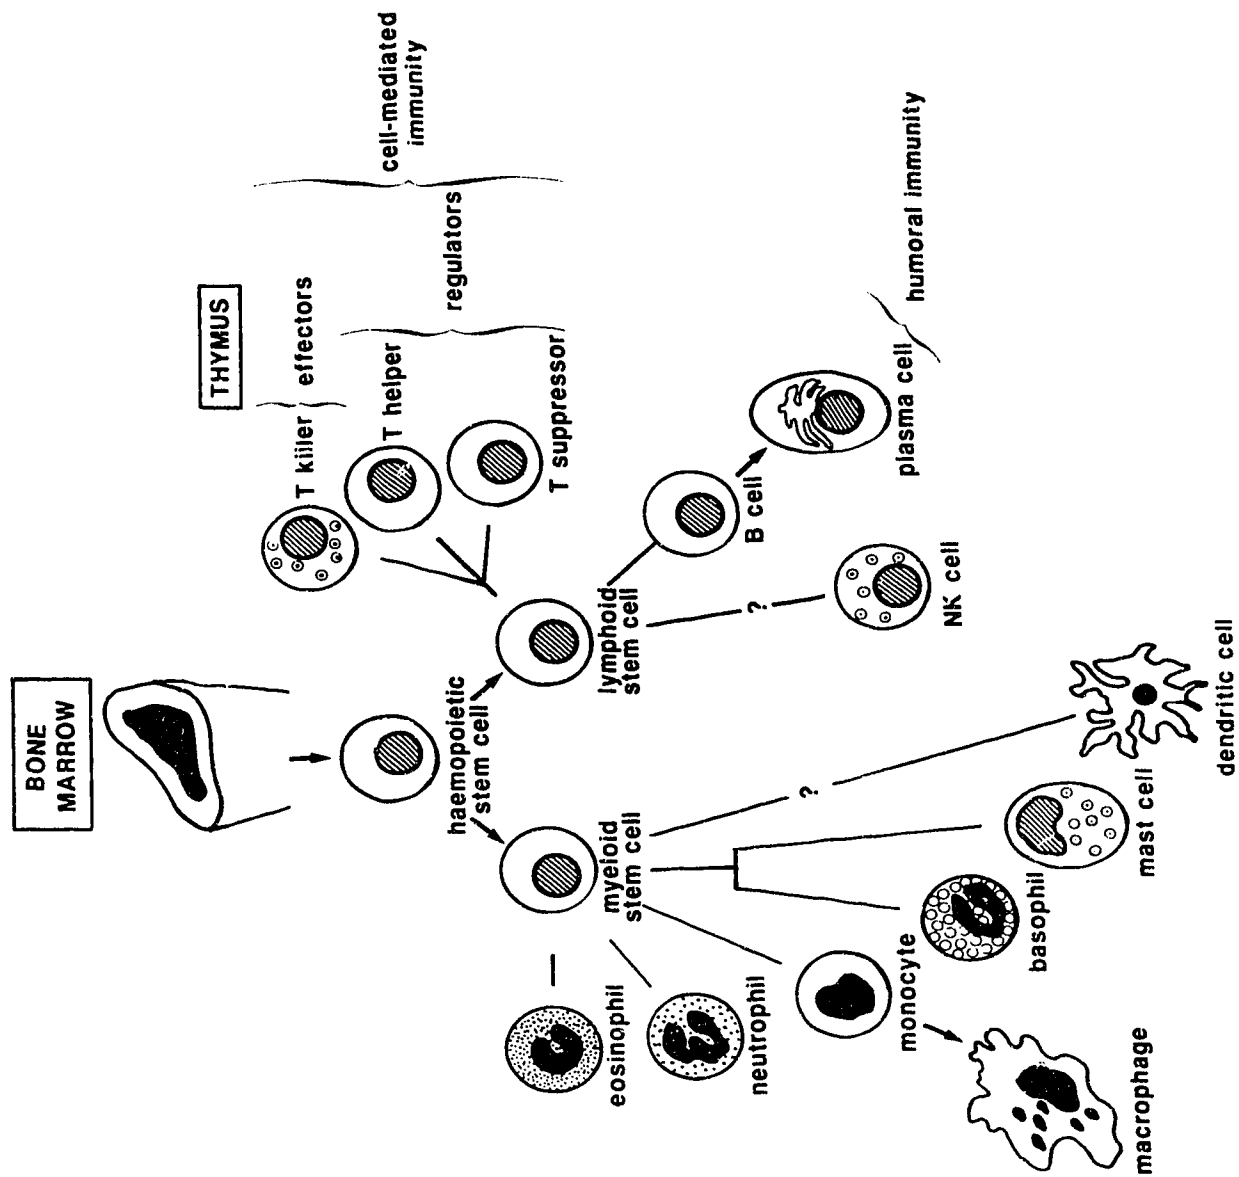 BONE
MARROW
THYMUS
haemopoietic
stem cell
myeloid
stem cell
lymphoid
stem cell
T killer
effectors
T helper
T suppressor
regulators
cell-mediated
immunity
B cell
plasma cell
humoral immunity
?
NK cell
eosinophil
neutrophil
monocyte
macrophage
basophil
mast cell
?
dendritic cell